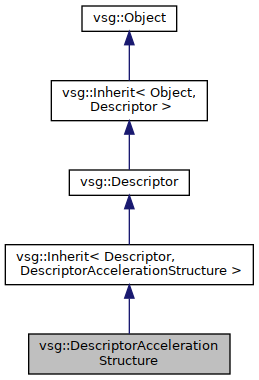 vsg::Object
vsg::Inherit< Object,
Descriptor >
vsg::Descriptor
vsg::Inherit< Descriptor,
DescriptorAccelerationStructure >
vsg::DescriptorAcceleration
Structure